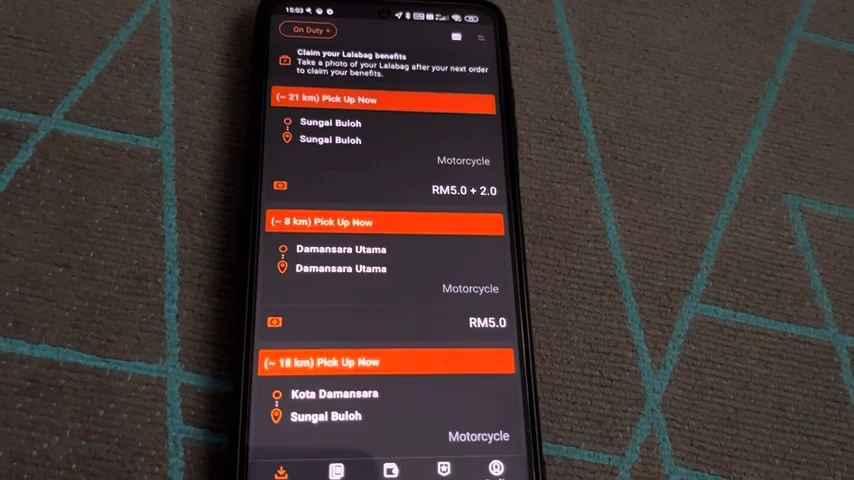 15:03
On Duty
Claim your Lalabag benefits
Take a photo of your Lalabag after your next order
to claim your benefits.
(~ 21 km) Pick Up Now
Sungai Buloh
Sungai Buloh
Motorcycle
RM5.0 + 2.0
(~ 8 km) Pick Up Now
Damansara Utama
Damansara Utama
Motorcycle
RM5.0
(~ 18 km) Pick Up Now
Kota Damansara
Sungai Buloh
Motorcycle